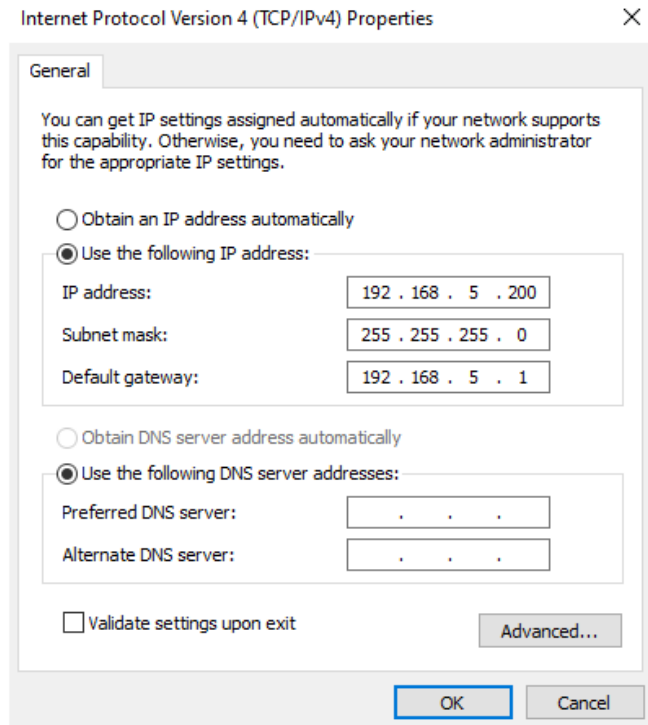 Internet Protocol Version 4 (TCP/IPv4) Properties
General
You can get IP settings assigned automatically if your network supports
this capability. Otherwise, you need to ask your network administrator
for the appropriate IP settings.
Obtain an IP address automatically
Use the following IP address:
IP address: 192 . 168 . 5 . 200
Subnet mask: 255 . 255 . 255 . 0
Default gateway: 192 . 168 . 5 . 1
Obtain DNS server address automatically
Use the following DNS server addresses:
Preferred DNS server: . . .
Alternate DNS server: . . .
Validate settings upon exit
Advanced...
OK Cancel